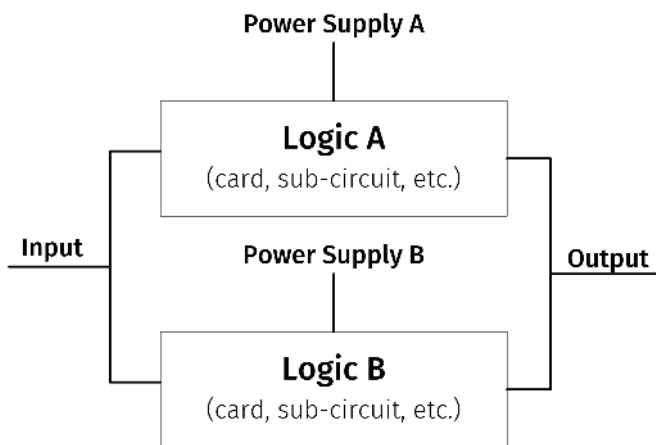 Power Supply A
Logic A
(card, sub-circuit, etc.)
Input
Power Supply B
Output
Logic B
(card, sub-circuit, etc.)